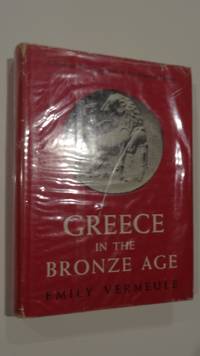 GREECE
IN THE
BRONZE AGE
EMILY VERMEULE